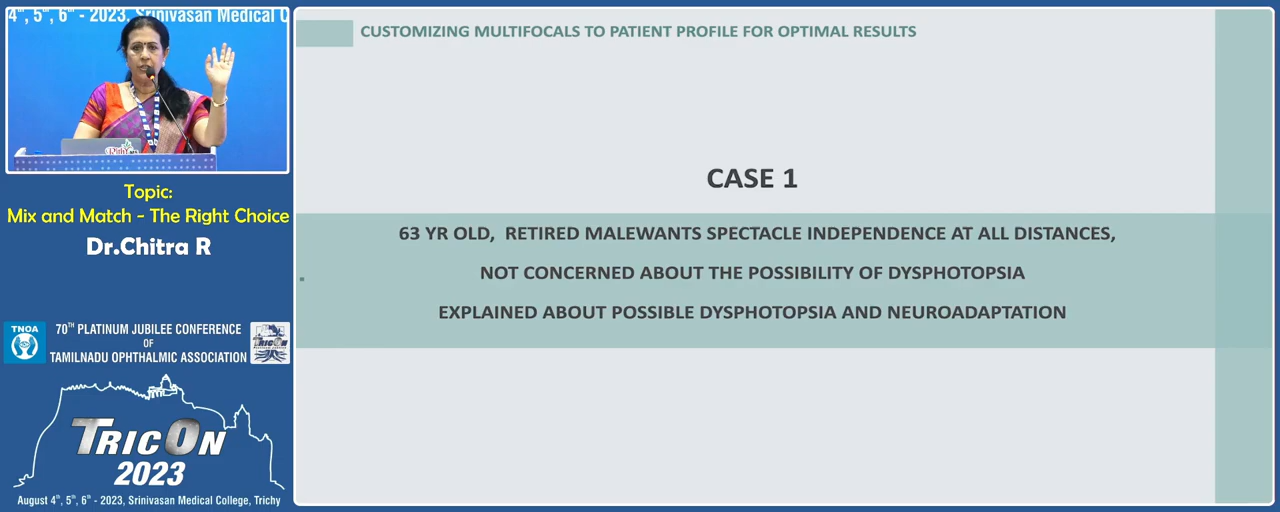 4th, 5th, 6th - 2023, Srinivasan Medical C
Topic:
Mix and Match - The Right Choice
Dr.Chitra R
TNOA
70TH PLATINUM JUBILEE CONFERENCE
OF
TAMILNADU OPHTHALMIC ASSOCIATION
TRICON
TRICON
2023
August 4th, 5th, 6th - 2023, Srinivasan Medical College, Trichy
CUSTOMIZING MULTIFOCALS TO PATIENT PROFILE FOR OPTIMAL RESULTS
CASE 1
63 YR OLD, RETIRED MALEWANTS SPECTACLE INDEPENDENCE AT ALL DISTANCES,
NOT CONCERNED ABOUT THE POSSIBILITY OF DYSPHOTOPSIA
EXPLAINED ABOUT POSSIBLE DYSPHOTOPSIA AND NEUROADAPTATION